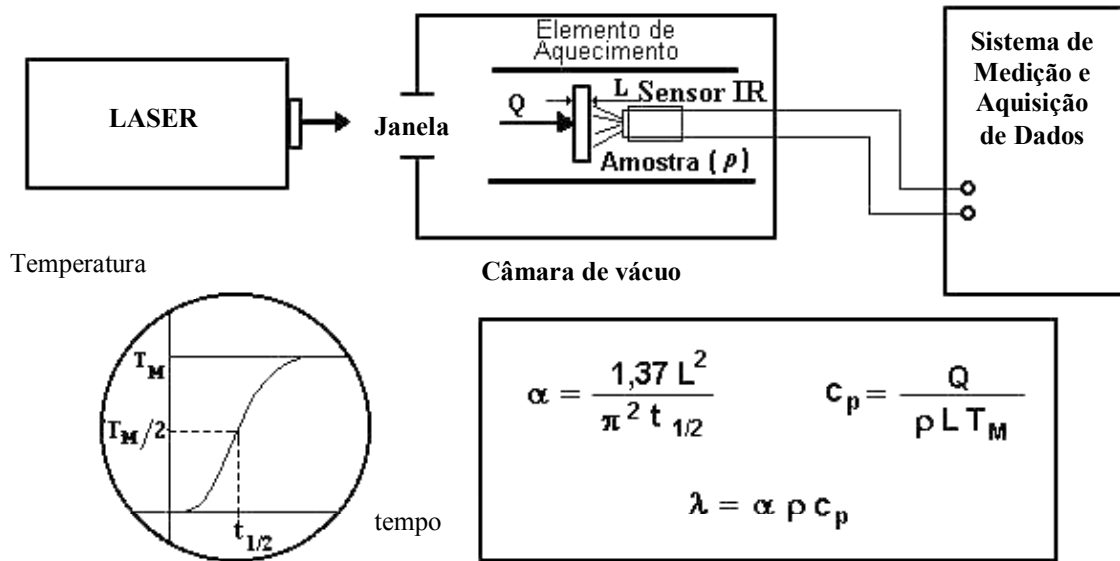 LASER
Janela
Elemento de
Aquecimento
Q
L
Sensor IR
Amostra (ρ)
Câmara de vácuo
Sistema de
Medição e
Aquisição
de Dados
Temperatura
T_M
T_M/2
t_1/2
tempo
α = 1,37 L² / π² t_1/2
c_p = Q / ρ L T_M
λ = α ρ c_p